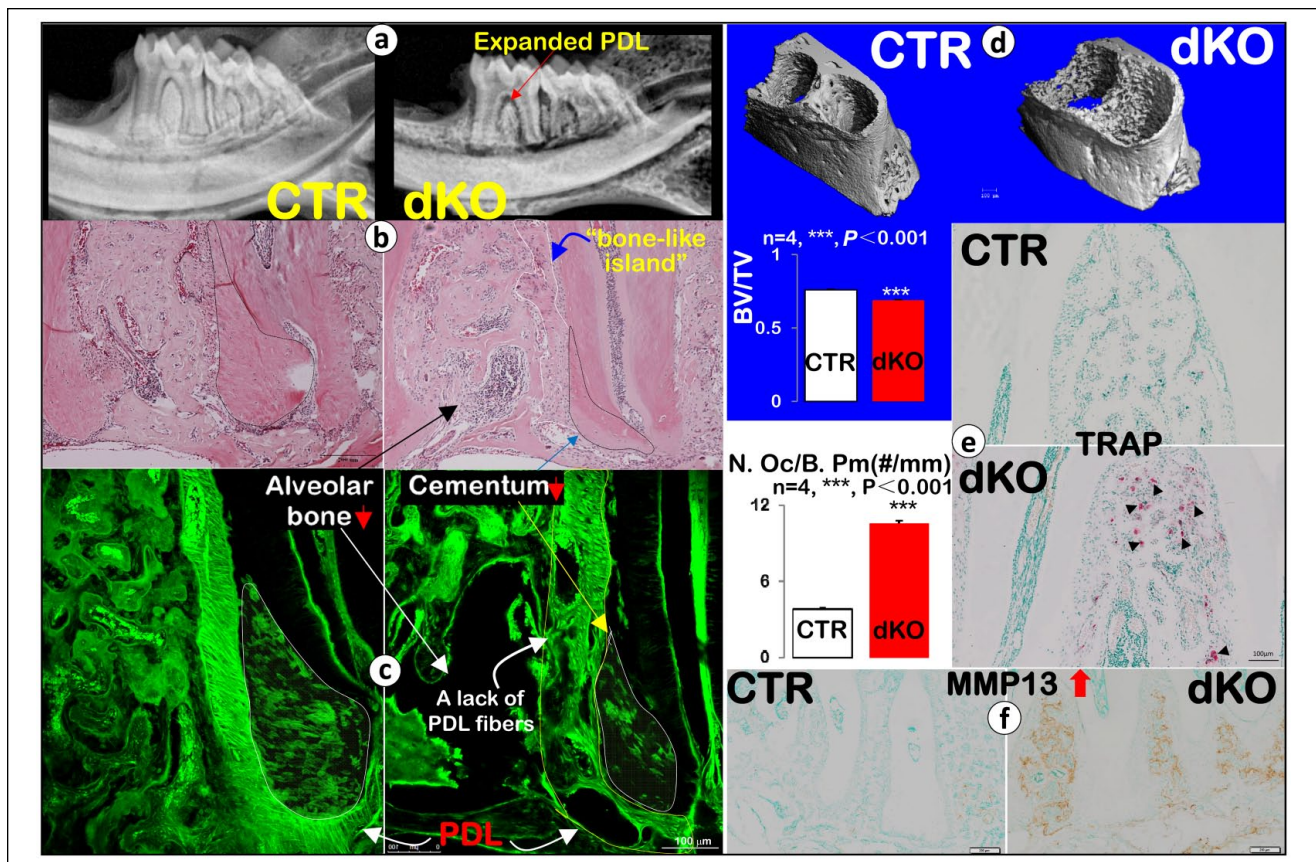 a
Expanded PDL
CTR
dKO
b
"bone-like
island"
Alveolar
bone
Cementum
c
A lack of
PDL fibers
PDL
100 μm
CTR
d
dKO
n=4, ***, P<0.001
BV/TV
1
***
0.5
CTR
dKO
0
N. Oc/B. Pm(#/mm)
n=4, ***, P<0.001
12
***
6
CTR
dKO
0
CTR
e
TRAP
dKO
100μm
CTR
MMP13
dKO
f